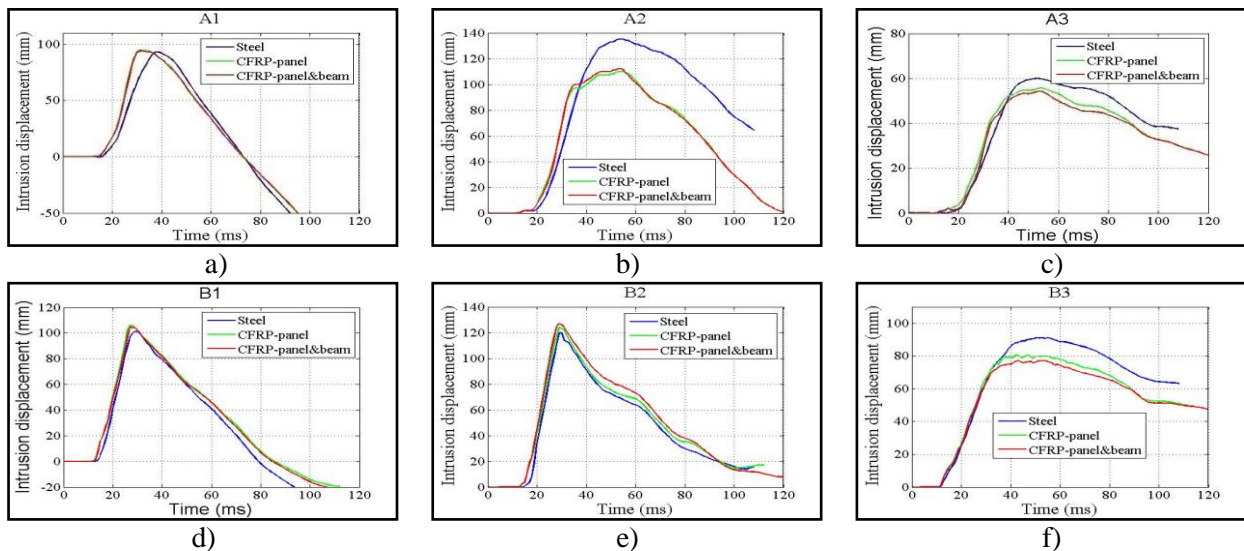 A1
Intrusion displacement (mm)
100
50
0
-50
0 20 40 60 80 100 120
Time (ms)
Steel
CFRP-panel
CFRP-panel&beam
a)
A2
Intrusion displacement (mm)
140
120
100
80
60
40
20
0
0 20 40 60 80 100 120
Time (ms)
Steel
CFRP-panel
CFRP-panel&beam
b)
A3
Intrusion displacement (mm)
80
60
40
20
0
0 20 40 60 80 100 120
Time (ms)
Steel
CFRP-panel
CFRP-panel&beam
c)
B1
Intrusion displacement (mm)
120
100
80
60
40
20
0
-20
0 20 40 60 80 100 120
Time (ms)
Steel
CFRP-panel
CFRP-panel&beam
d)
B2
Intrusion displacement (mm)
140
120
100
80
60
40
20
0
0 20 40 60 80 100 120
Time (ms)
Steel
CFRP-panel
CFRP-panel&beam
e)
B3
Intrusion displacement (mm)
100
80
60
40
20
0
0 20 40 60 80 100 120
Time (ms)
Steel
CFRP-panel
CFRP-panel&beam
f)